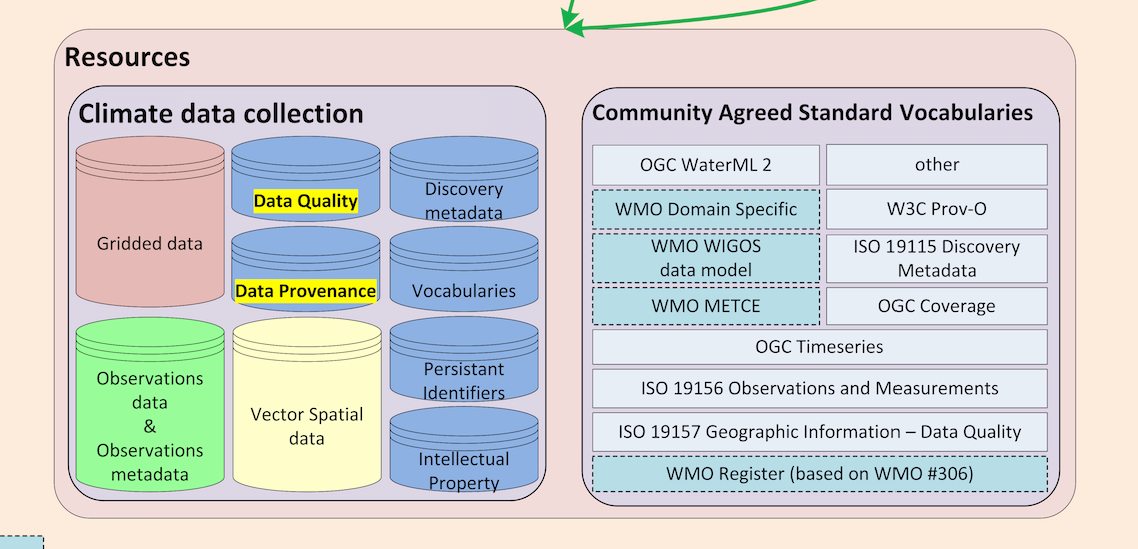 Resources
Climate data collection
Gridded data
Data Quality
Discovery
metadata
Data Provenance
Vocabularies
Observations
data
&
Observations
metadata
Vector Spatial
data
Persistant
Identifiers
Intellectual
Property
Community Agreed Standard Vocabularies
OGC WaterML 2
other
WMO Domain Specific
W3C Prov-O
WMO WIGOS
data model
ISO 19115 Discovery
Metadata
WMO METCE
OGC Coverage
OGC Timeseries
ISO 19156 Observations and Measurements
ISO 19157 Geographic Information – Data Quality
WMO Register (based on WMO #306)